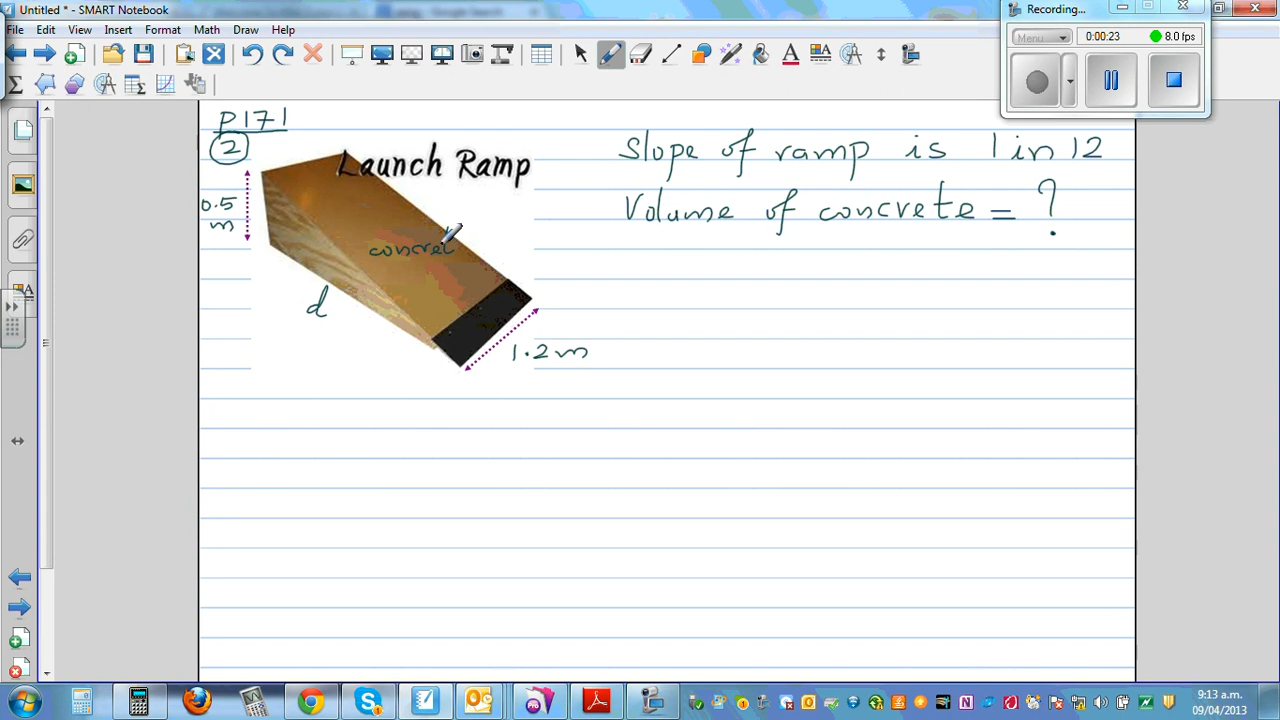 Untitled * - SMART Notebook
Recording...
File Edit View Insert Format Math Draw Help
Menu
0:00:23
8.0 fps
P171
2
Launch Ramp
0.5
m
concret
d
1.2 m
Slope of ramp is 1 in 12
Volume of concrete = ?
9:13 a.m.
09/04/2013